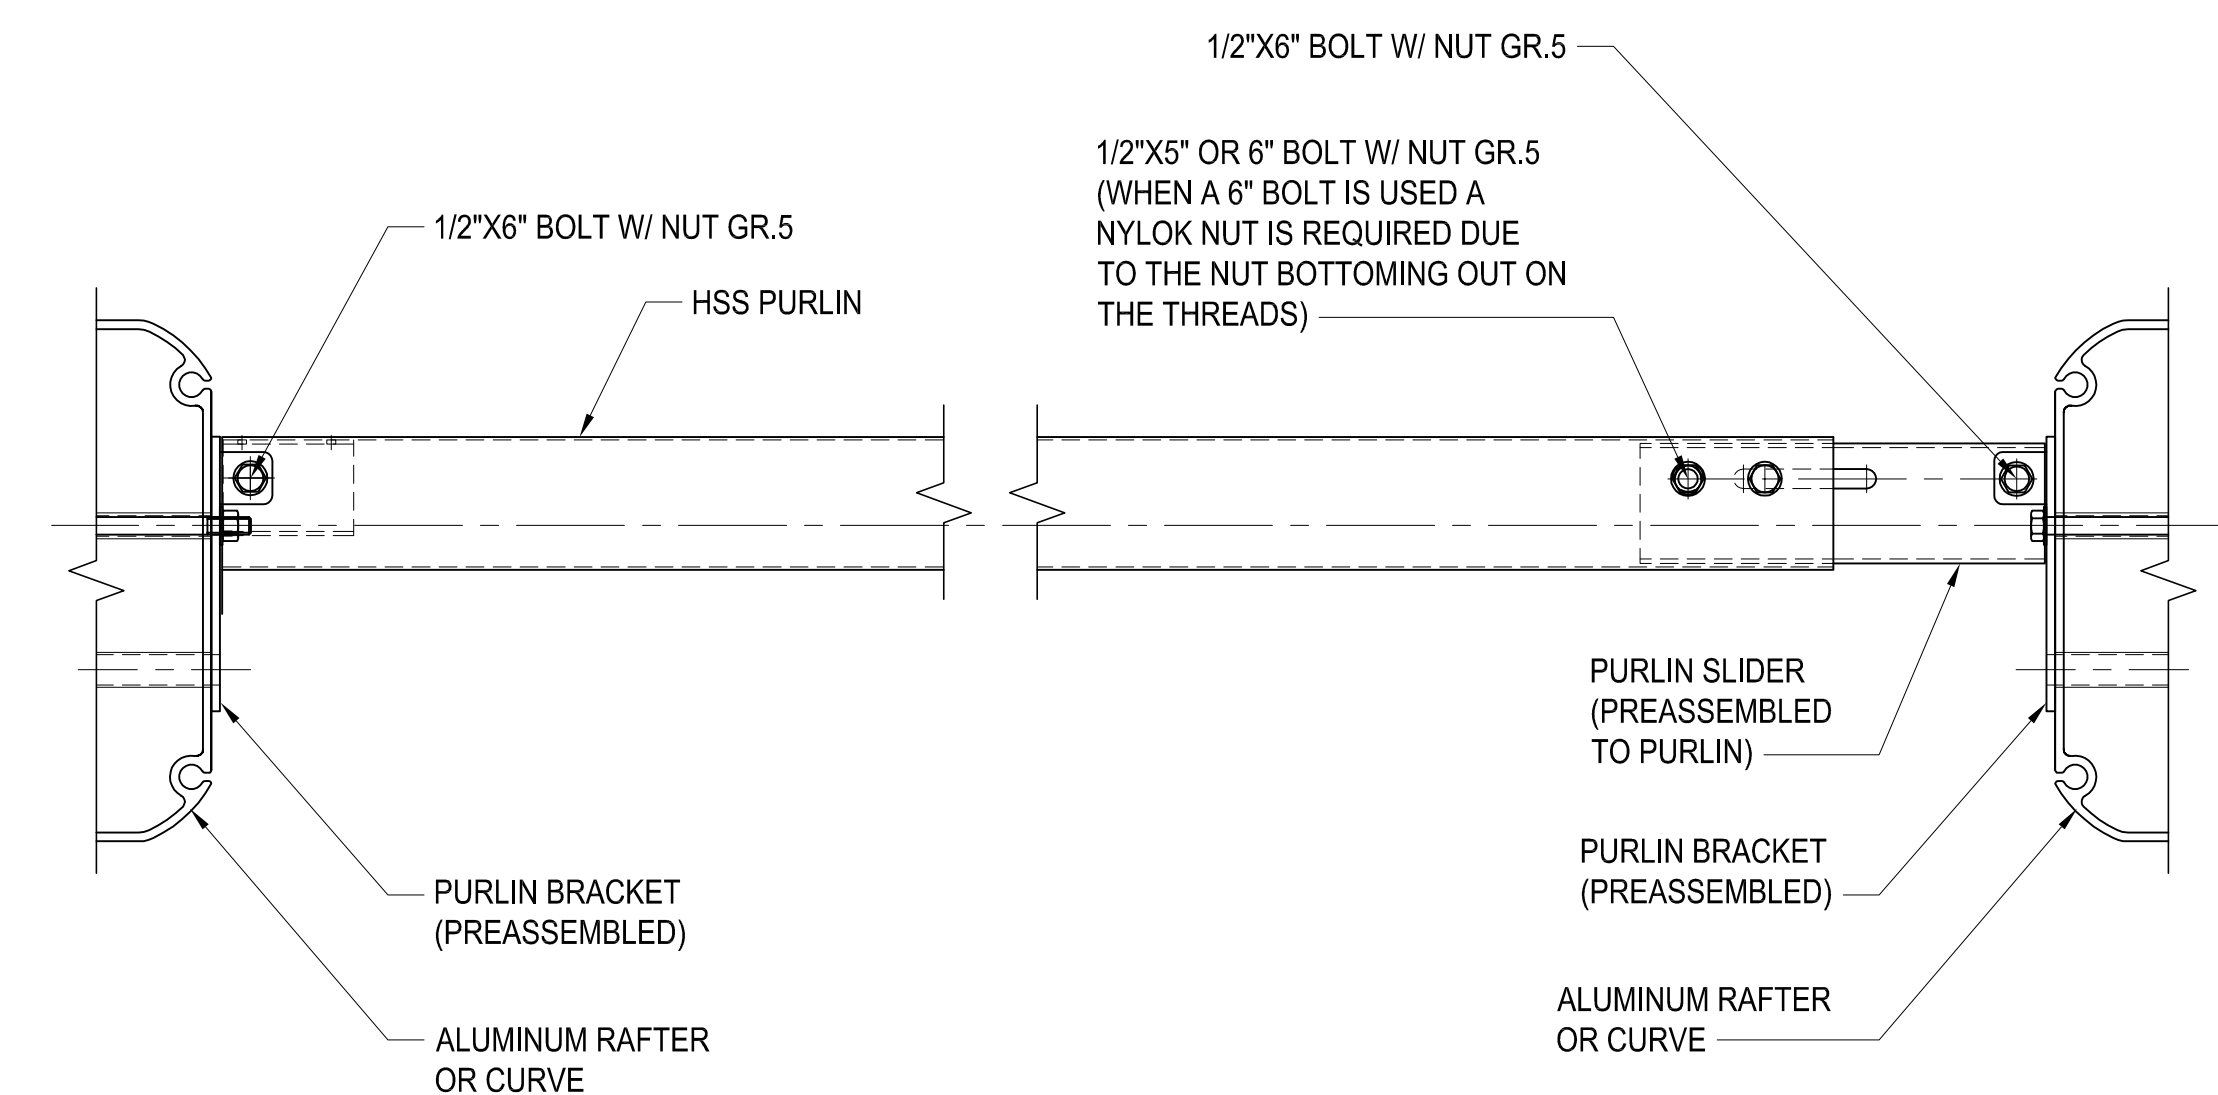 1/2"X6" BOLT W/ NUT GR.5
1/2"X5" OR 6" BOLT W/ NUT GR.5
(WHEN A 6" BOLT IS USED A
NYLOK NUT IS REQUIRED DUE
TO THE NUT BOTTOMING OUT ON
THE THREADS)
1/2"X6" BOLT W/ NUT GR.5
HSS PURLIN
PURLIN SLIDER
(PREASSEMBLED
TO PURLIN)
PURLIN BRACKET
(PREASSEMBLED)
PURLIN BRACKET
(PREASSEMBLED)
ALUMINUM RAFTER
OR CURVE
ALUMINUM RAFTER
OR CURVE